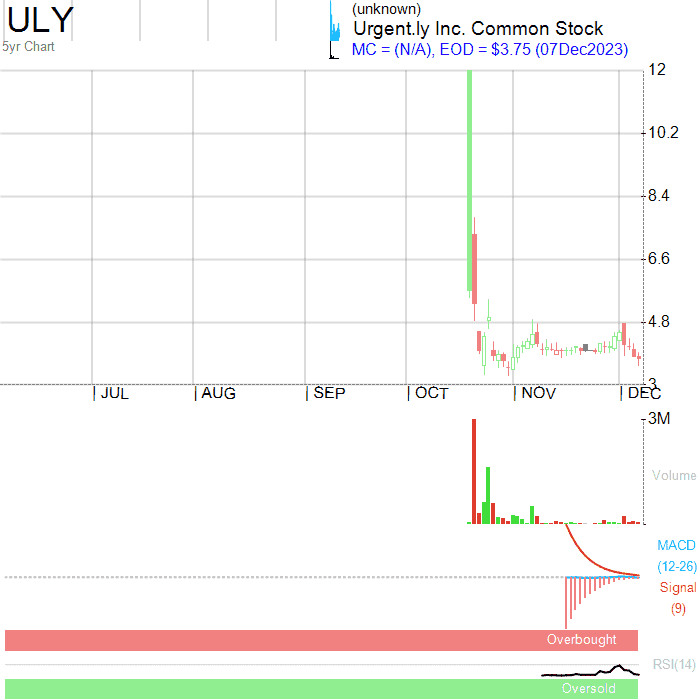 ULY
(unknown)
Urgent.ly Inc. Common Stock
5yr Chart
MC = (N/A), EOD = $3.75 (07Dec2023)
12
10.2
8.4
6.6
4.8
3
JUL AUG SEP OCT NOV DEC
3M
Volume
MACD
(12-26)
Signal
(9)
Overbought
RSI(14)
Oversold